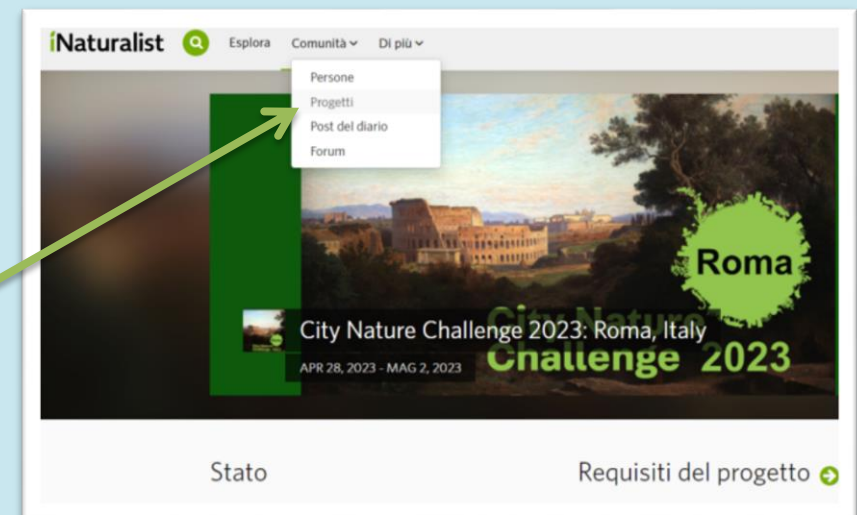 iNaturalist Esplora Comunità Di più
Persone
Progetti
Post del diario
Forum
Roma
City Nature
Challenge 2023
City Nature Challenge 2023: Roma, Italy
APR 28, 2023 - MAG 2, 2023
Stato Requisiti del progetto